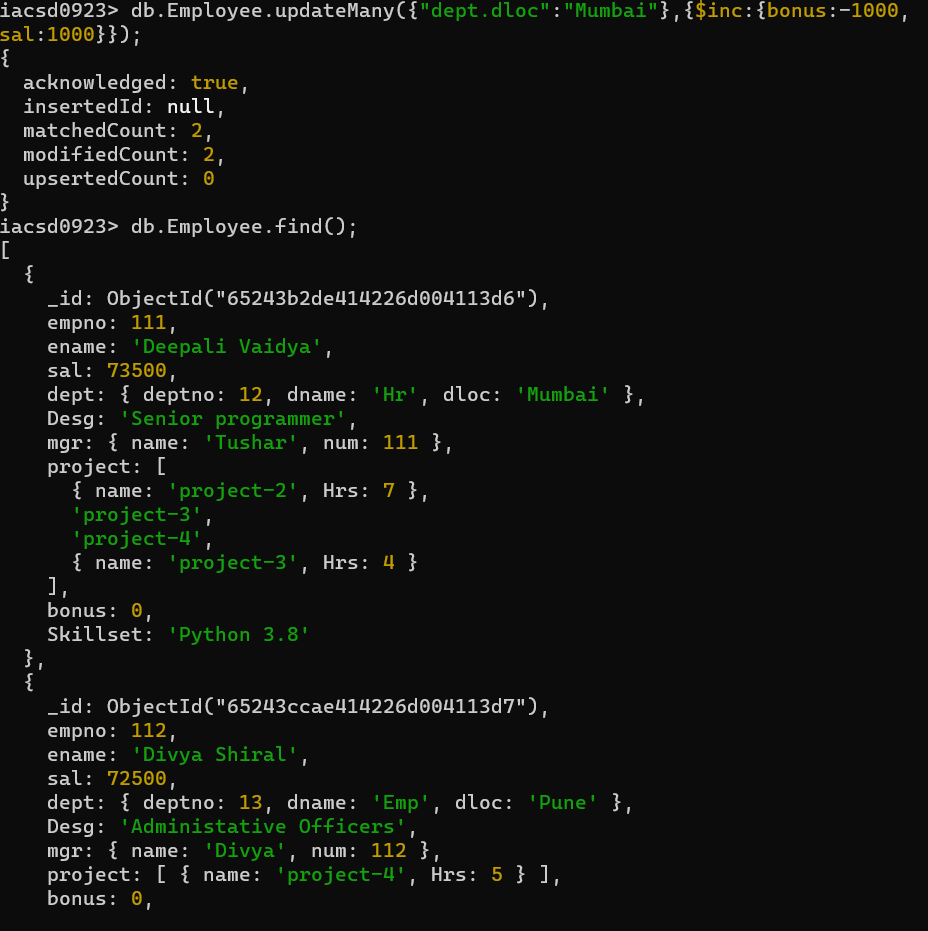 iacsd0923> db.Employee.updateMany({"dept.dloc":"Mumbai"},{$inc:{bonus:-1000,
sal:1000}});
{
  acknowledged: true,
  insertedId: null,
  matchedCount: 2,
  modifiedCount: 2,
  upsertedCount: 0
}
iacsd0923> db.Employee.find();
[
  {
    _id: ObjectId("65243b2de414226d004113d6"),
    empno: 111,
    ename: 'Deepali Vaidya',
    sal: 73500,
    dept: { deptno: 12, dname: 'Hr', dloc: 'Mumbai' },
    Desg: 'Senior programmer',
    mgr: { name: 'Tushar', num: 111 },
    project: [
      { name: 'project-2', Hrs: 7 },
      'project-3',
      'project-4',
      { name: 'project-3', Hrs: 4 }
    ],
    bonus: 0,
    Skillset: 'Python 3.8'
  },
  {
    _id: ObjectId("65243ccae414226d004113d7"),
    empno: 112,
    ename: 'Divya Shiral',
    sal: 72500,
    dept: { deptno: 13, dname: 'Emp', dloc: 'Pune' },
    Desg: 'Administative Officers',
    mgr: { name: 'Divya', num: 112 },
    project: [ { name: 'project-4', Hrs: 5 } ],
    bonus: 0,